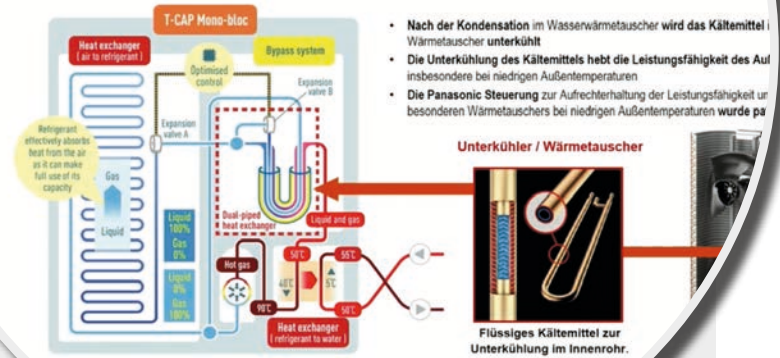 T-CAP Mono-bloc
Heat exchanger
( air to refrigerant )
Optimised
control
Bypass system
Expansion
valve B
Expansion
valve A
Refrigerant
effectively absorbs
heat from the air
as it can make
full use of its
capacity
Gas
Liquid
Liquid
100%
Gas
0%
Liquid
0%
Gas
100%
Dual-piped
heat exchanger
Liquid and gas
Hot gas
90℃
50℃
40℃
55℃
5℃
50℃
Heat exchanger
( refrigerant to water )
• Nach der Kondensation im Wasserwärmetauscher wird das Kältemittel
Wärmetauscher unterkühlt
• Die Unterkühlung des Kältemittels hebt die Leistungsfähigkeit des
insbesondere bei niedrigen Außentemperaturen
• Die Panasonic Steuerung zur Aufrechterhaltung der Leistungsfähigkeit
besonderen Wärmetauschers bei niedrigen Außentemperaturen wurde
Unterkühler / Wärmetauscher
Flüssiges Kältemittel zur
Unterkühlung im Innenrohr.